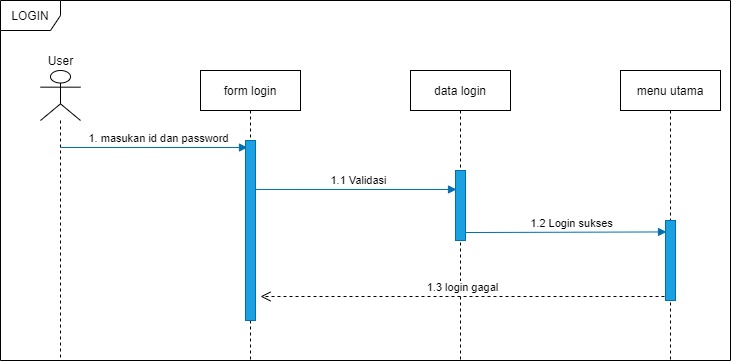 LOGIN
User
form login
data login
menu utama
1. masukan id dan password
1.1 Validasi
1.2 Login sukses
1.3 login gagal